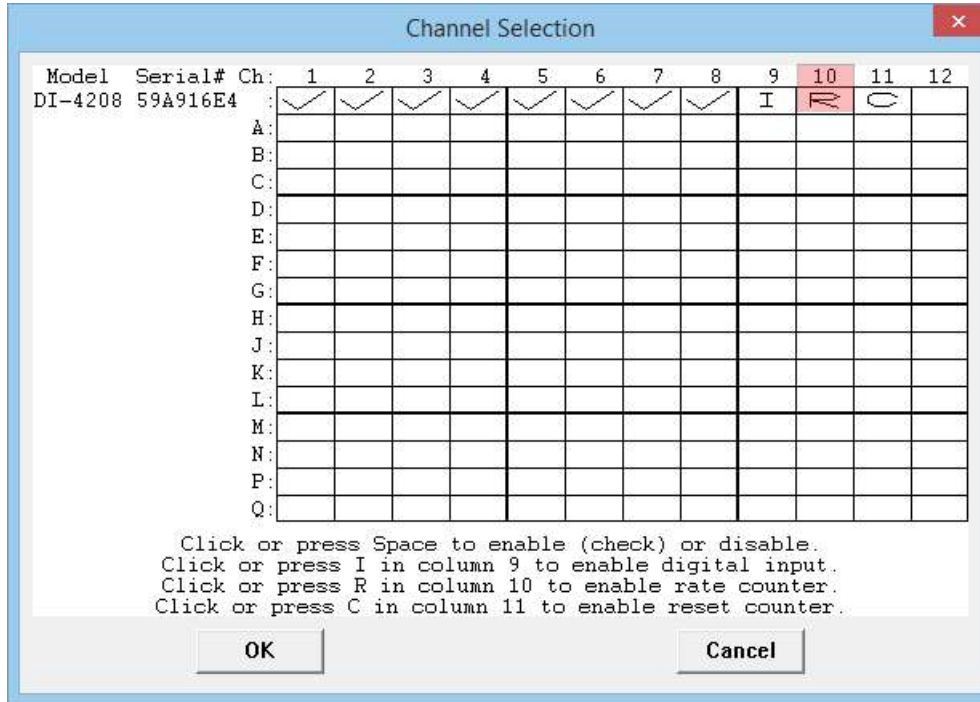 Channel Selection
Model Serial# Ch: 1 2 3 4 5 6 7 8 9 10 11 12
DI-4208 59A916E4 : I R C
A:
B:
C:
D:
E:
F:
G:
H:
J:
K:
L:
M:
N:
P:
Q:
Click or press Space to enable (check) or disable.
Click or press I in column 9 to enable digital input.
Click or press R in column 10 to enable rate counter.
Click or press C in column 11 to enable reset counter.
OK Cancel